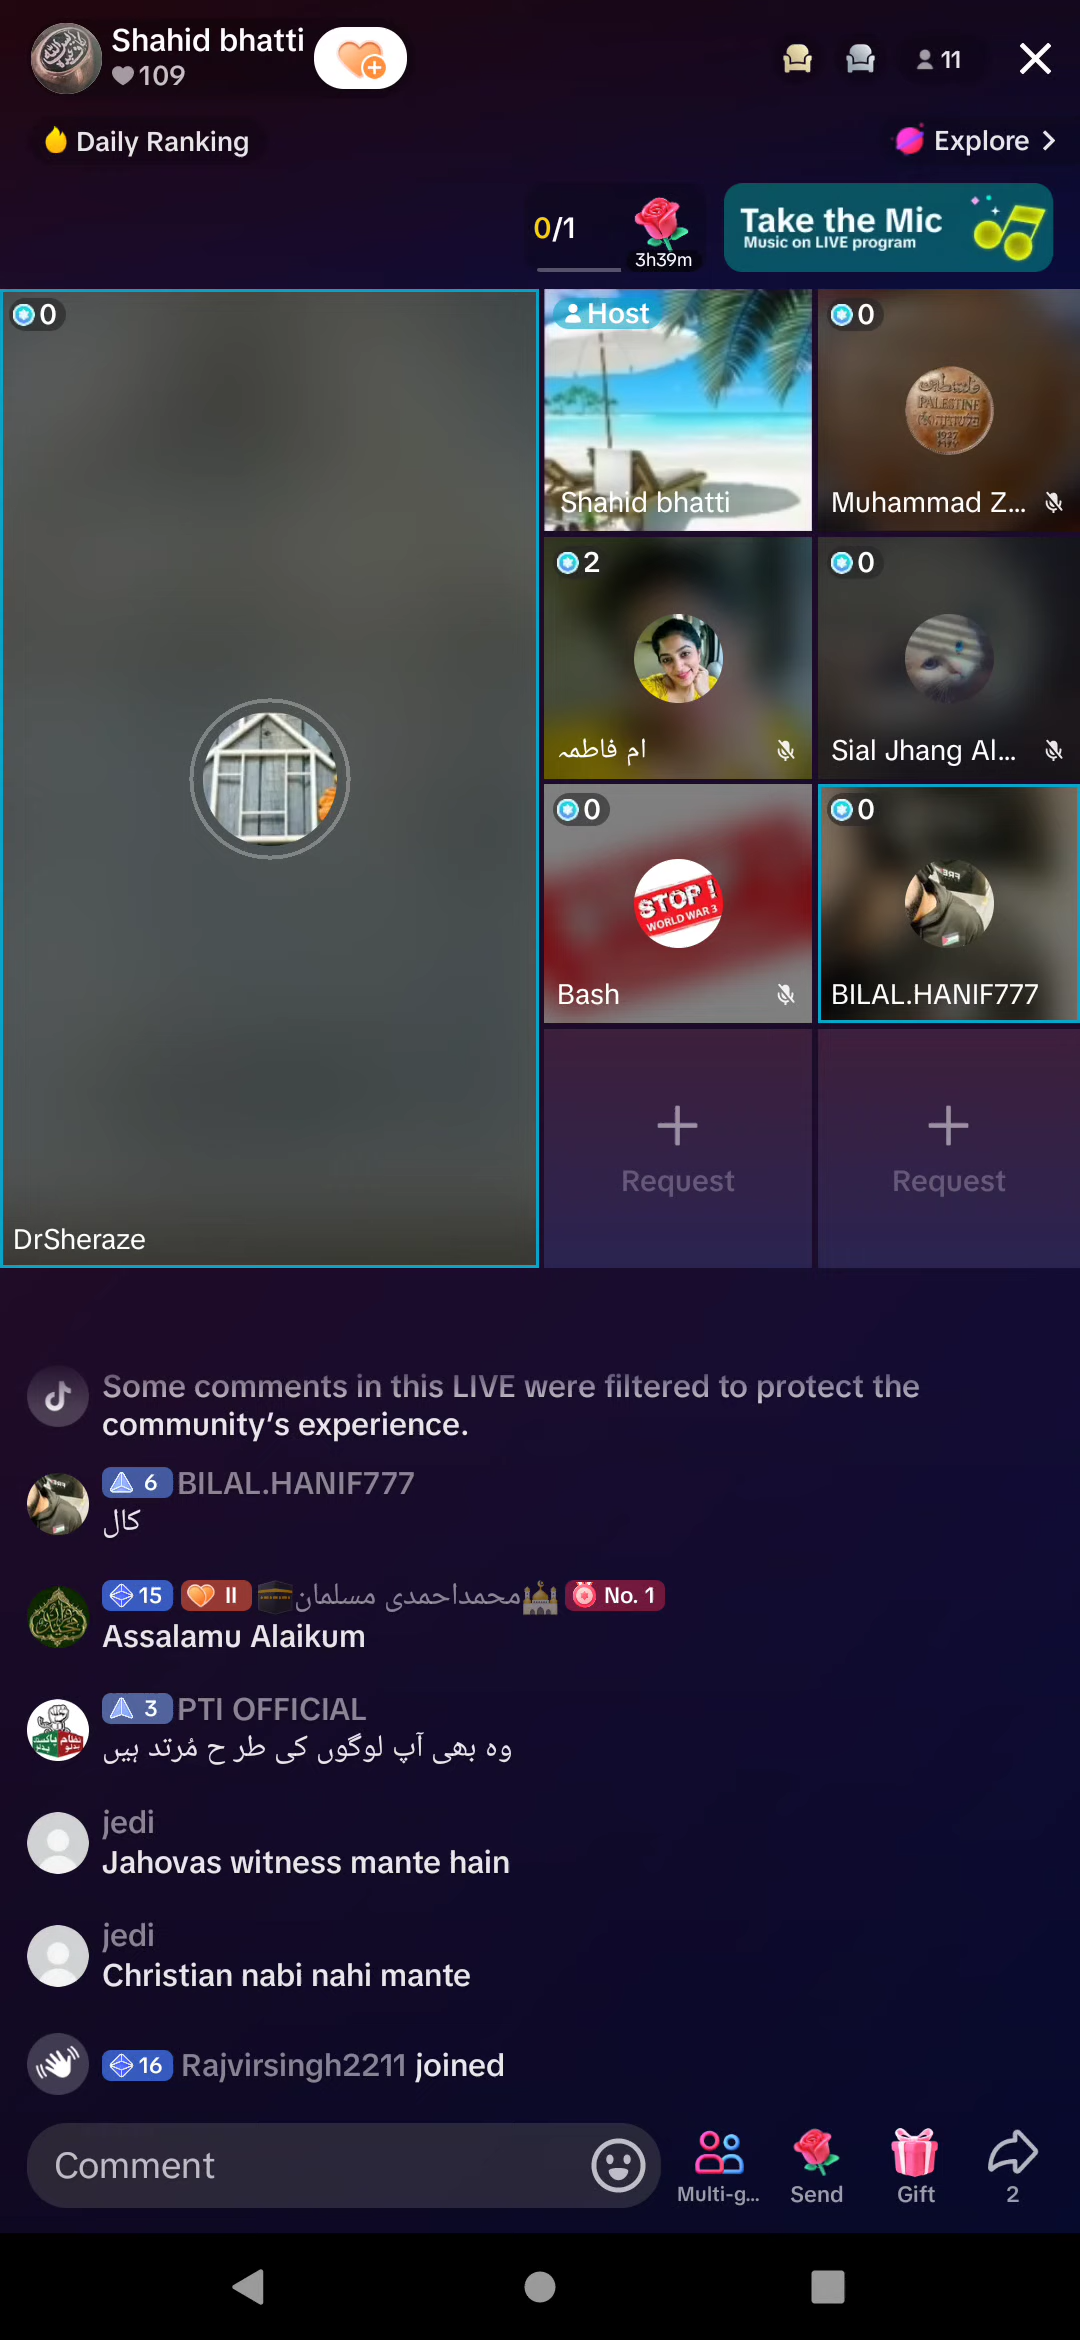 Shahid bhatti
109
11
Daily Ranking
Explore
0/1
3h39m
Take the Mic
Music on LIVE program
0
DrSheraze
Host
Shahid bhatti
0
PALESTINE
1927
Muhammad Z...
2
ام فاطمہ
0
Sial Jhang Al...
0
STOP !
WORLD WAR 3
Bash
0
BILAL.HANIF777
Request
Request
Some comments in this LIVE were filtered to protect the
community's experience.
6 BILAL.HANIF777
کال
15 II محمداحمدی مسلمان No. 1
Assalamu Alaikum
3 PTI OFFICIAL
وہ بھی آپ لوگوں کی طر ح مُرتد ہیں
jedi
Jahovas witness mante hain
jedi
Christian nabi nahi mante
16 Rajvirsingh2211 joined
Comment
Multi-g...
Send
Gift
2